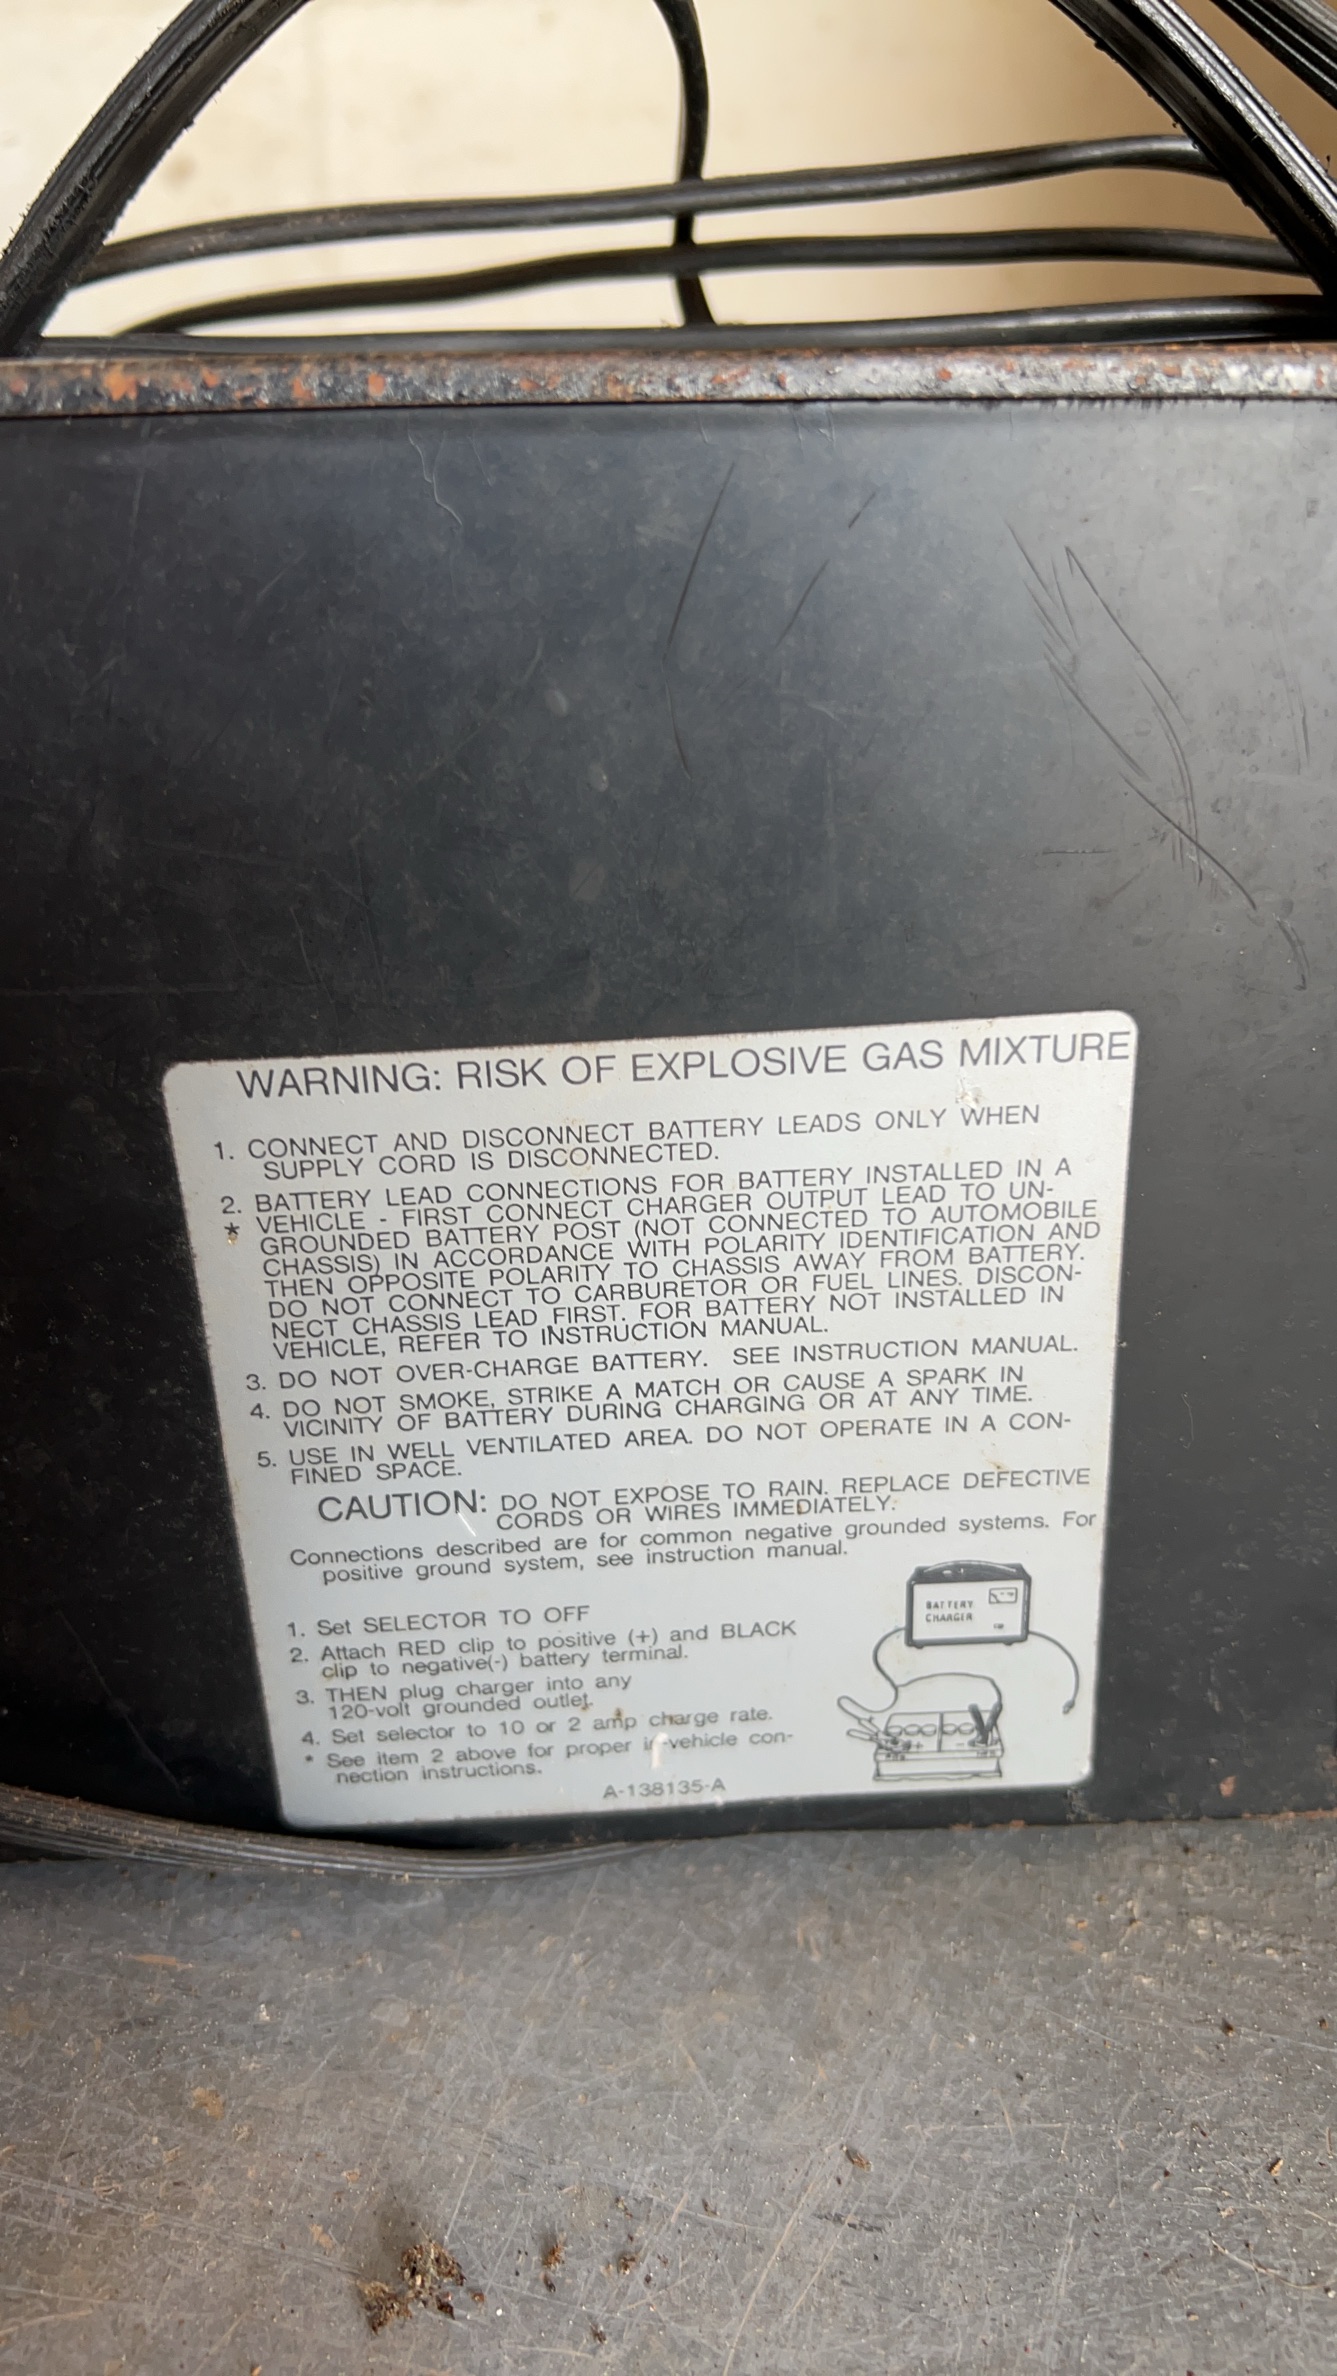 WARNING: RISK OF EXPLOSIVE GAS MIXTURE
1. CONNECT AND DISCONNECT BATTERY LEADS ONLY WHEN
SUPPLY CORD IS DISCONNECTED.
2. BATTERY LEAD CONNECTIONS FOR BATTERY INSTALLED IN A
* VEHICLE - FIRST CONNECT CHARGER OUTPUT LEAD TO UN-
GROUNDED BATTERY POST (NOT CONNECTED TO AUTOMOBILE
CHASSIS) IN ACCORDANCE WITH POLARITY IDENTIFICATION AND
THEN OPPOSITE POLARITY TO CHASSIS AWAY FROM BATTERY.
DO NOT CONNECT TO CARBURETOR OR FUEL LINES. DISCON-
NECT CHASSIS LEAD FIRST. FOR BATTERY NOT INSTALLED IN
VEHICLE, REFER TO INSTRUCTION MANUAL.
3. DO NOT OVER-CHARGE BATTERY. SEE INSTRUCTION MANUAL.
4. DO NOT SMOKE, STRIKE A MATCH OR CAUSE A SPARK IN
VICINITY OF BATTERY DURING CHARGING OR AT ANY TIME.
5. USE IN WELL VENTILATED AREA. DO NOT OPERATE IN A CON-
FINED SPACE.
CAUTION: DO NOT EXPOSE TO RAIN. REPLACE DEFECTIVE
CORDS OR WIRES IMMEDIATELY.
Connections described are for common negative grounded systems. For
positive ground system, see instruction manual.
1. Set SELECTOR TO OFF
2. Attach RED clip to positive (+) and BLACK
clip to negative(-) battery terminal.
3. THEN plug charger into any
120-volt grounded outlet.
4. Set selector to 10 or 2 amp charge rate.
* See item 2 above for proper in-vehicle con-
nection instructions.
A-138135-A
BATTERY
CHARGER
+ -